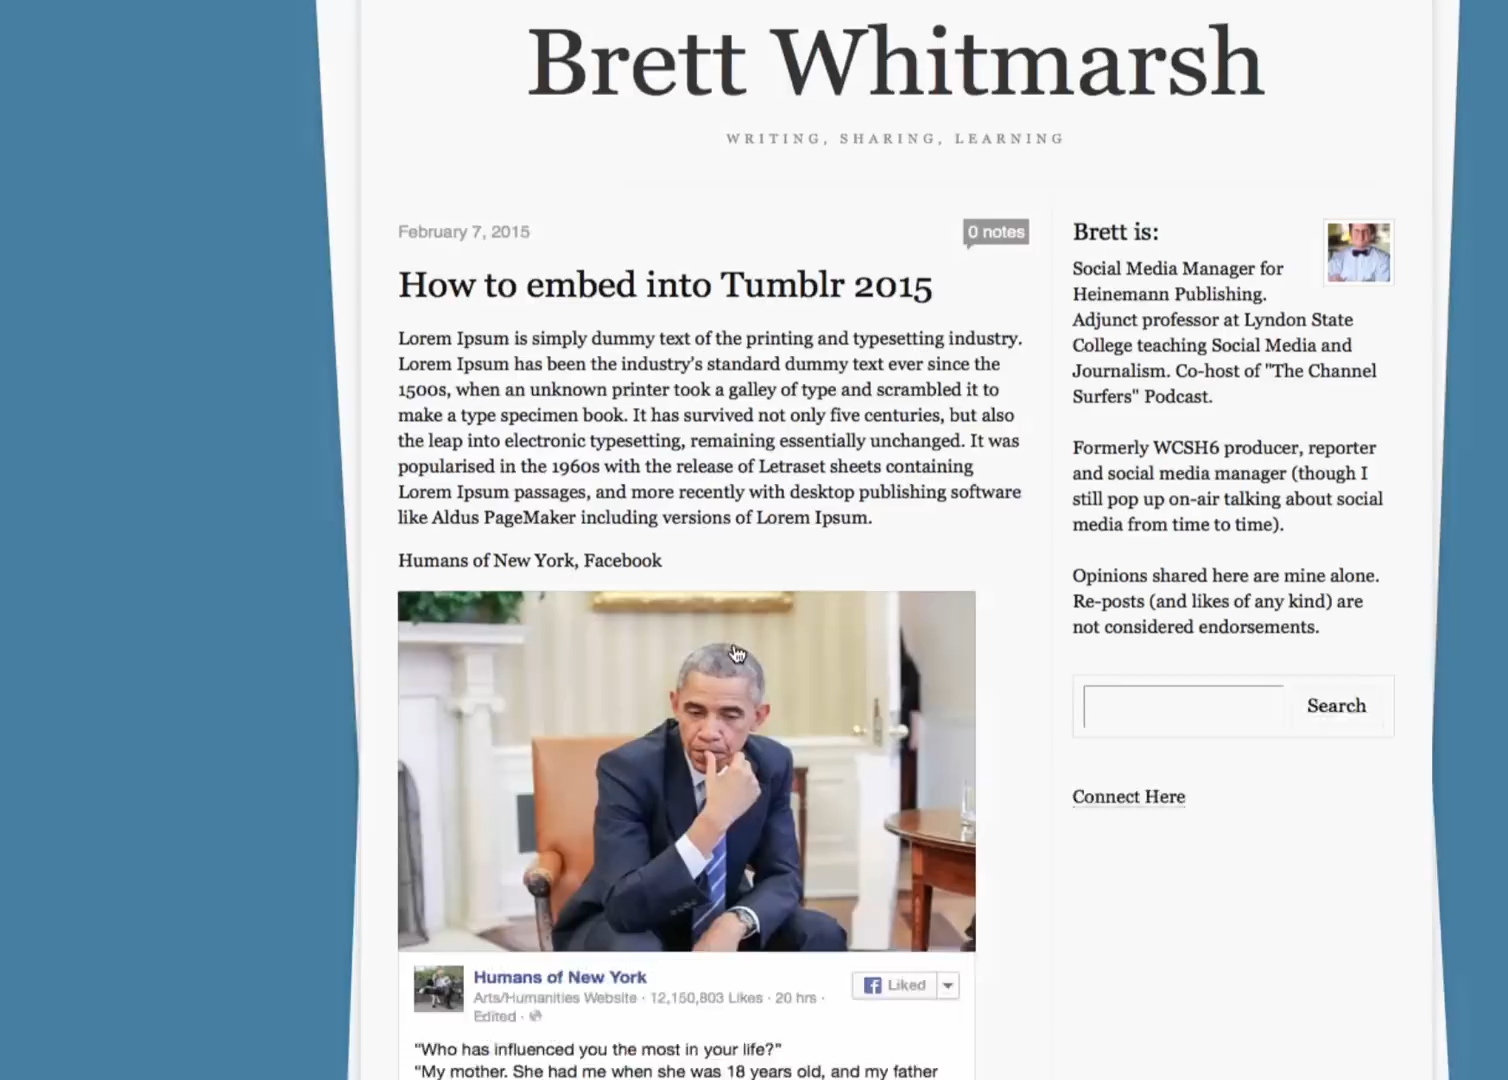 Brett Whitmarsh
WRITING, SHARING, LEARNING
February 7, 2015
0 notes
How to embed into Tumblr 2015
Lorem Ipsum is simply dummy text of the printing and typesetting industry.
Lorem Ipsum has been the industry's standard dummy text ever since the
1500s, when an unknown printer took a galley of type and scrambled it to
make a type specimen book. It has survived not only five centuries, but also
the leap into electronic typesetting, remaining essentially unchanged. It was
popularised in the 1960s with the release of Letraset sheets containing
Lorem Ipsum passages, and more recently with desktop publishing software
like Aldus PageMaker including versions of Lorem Ipsum.
Humans of New York, Facebook
Humans of New York
Arts/Humanities Website · 12,150,803 Likes · 20 hrs ·
Edited ·
Liked
"Who has influenced you the most in your life?"
"My mother. She had me when she was 18 years old, and my father
Brett is:
Social Media Manager for
Heinemann Publishing.
Adjunct professor at Lyndon State
College teaching Social Media and
Journalism. Co-host of "The Channel
Surfers" Podcast.
Formerly WCSH6 producer, reporter
and social media manager (though I
still pop up on-air talking about social
media from time to time).
Opinions shared here are mine alone.
Re-posts (and likes of any kind) are
not considered endorsements.
Search
Connect Here